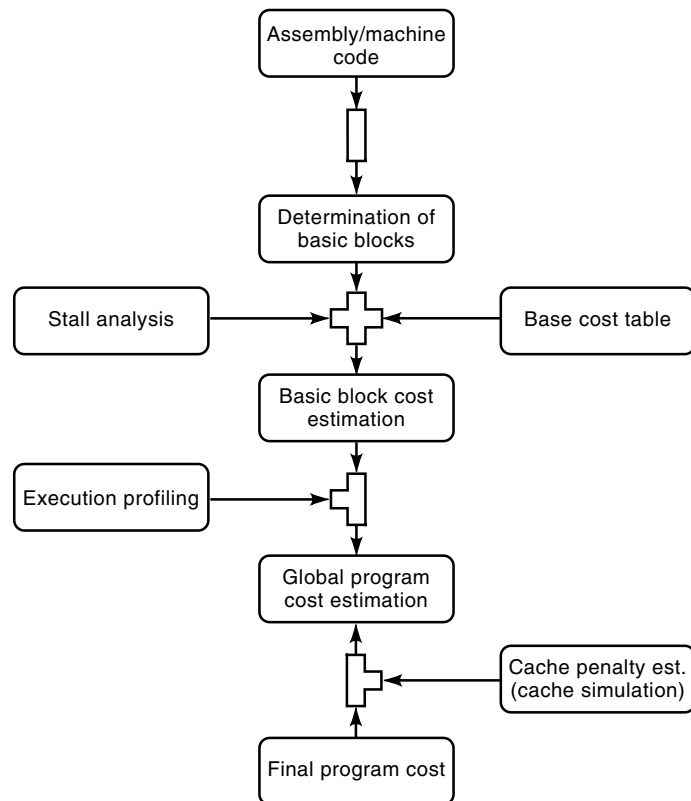 Assembly/machine
code
Determination of
basic blocks
Stall analysis
Base cost table
Basic block cost
estimation
Execution profiling
Global program
cost estimation
Cache penalty est.
(cache simulation)
Final program cost